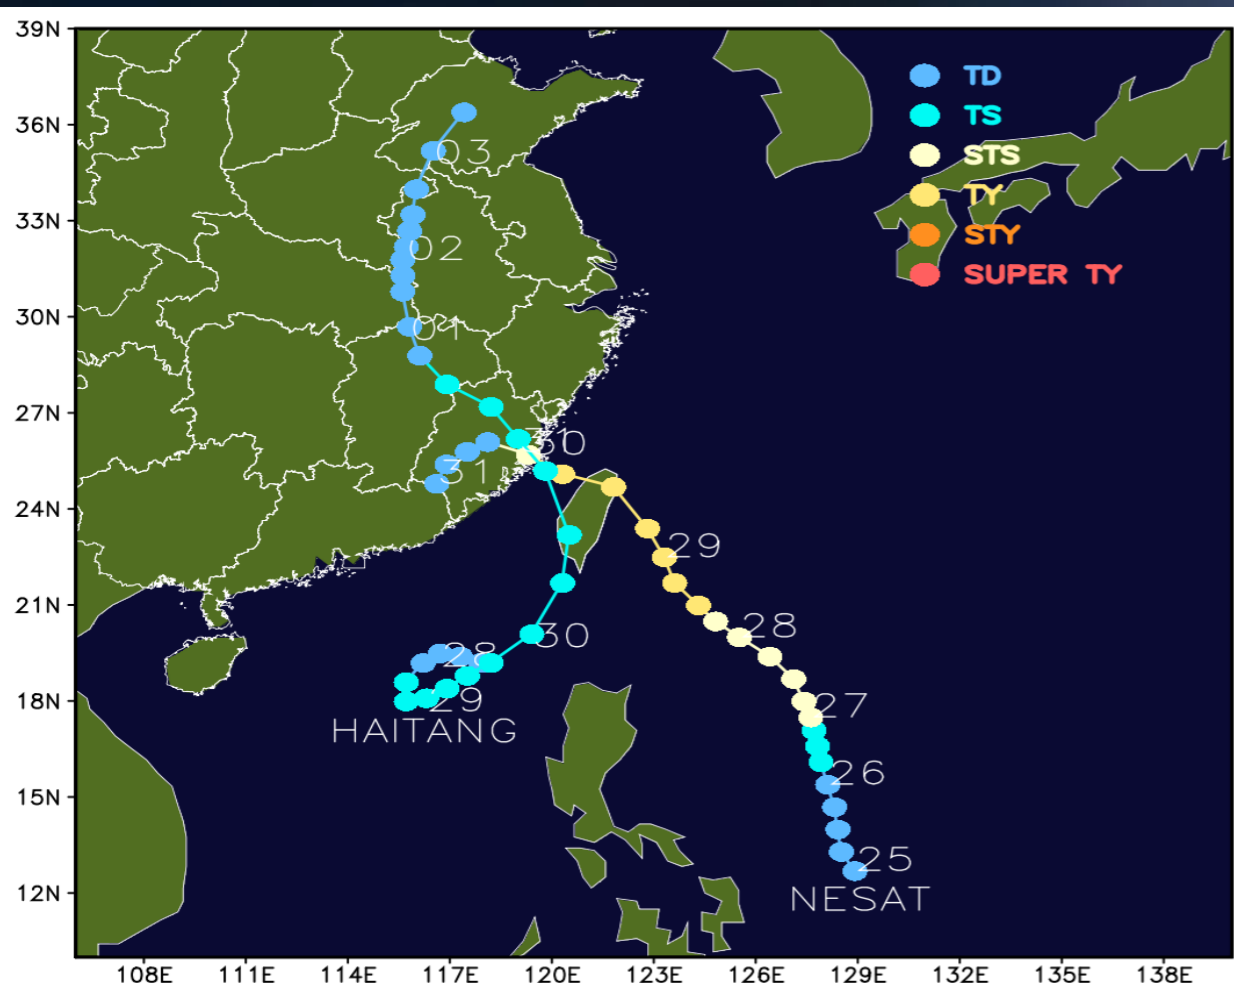 39N
36N
33N
30N
27N
24N
21N
18N
15N
12N
TD
TS
STS
TY
STY
SUPER TY
03
02
01
31
30
31
29
28
30
28
29
27
HAITANG
26
25
NESAT
108E 111E 114E 117E 120E 123E 126E 129E 132E 135E 138E